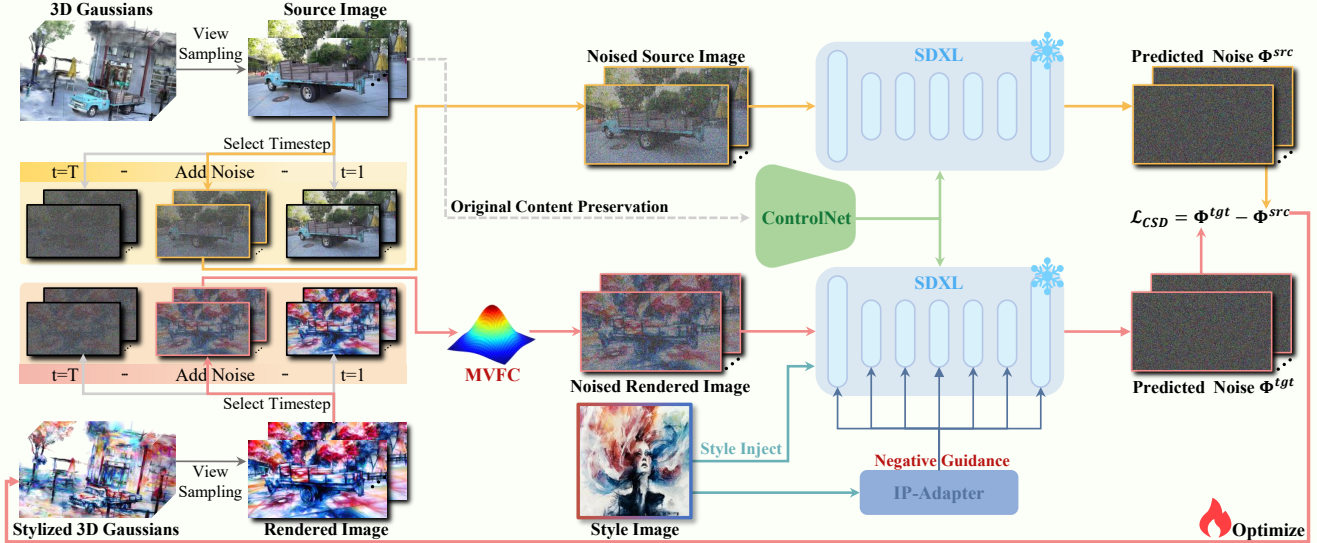 3D Gaussians
View
Sampling
Source Image
Select Timestep
t=T - Add Noise - t=1
Noised Source Image
SDXL
Predicted Noise Φ^src
Original Content Preservation
ControlNet
ℒ_CSD = Φ^tgt − Φ^src
SDXL
MVFC
Noised Rendered Image
Predicted Noise Φ^tgt
t=T - Add Noise - t=1
Select Timestep
View
Sampling
Stylized 3D Gaussians
Rendered Image
Style Inject
Negative Guidance
IP-Adapter
Style Image
Optimize